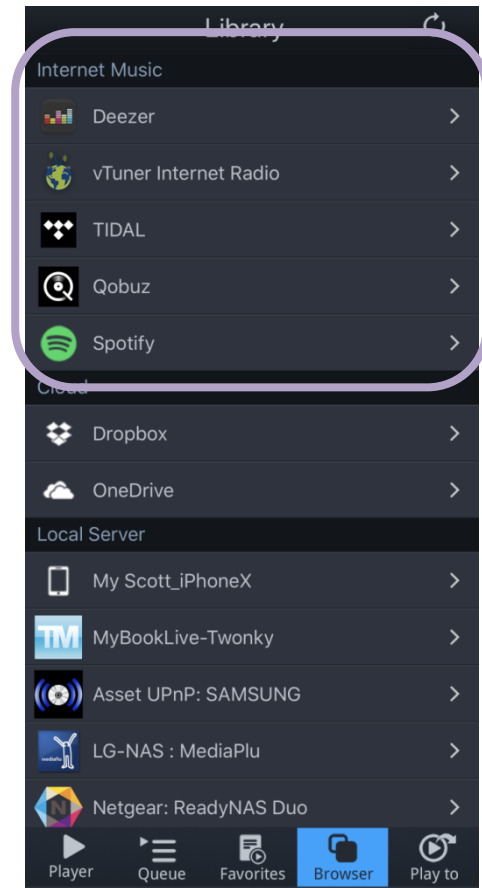 Library
Internet Music
Deezer
vTuner Internet Radio
TIDAL
Qobuz
Spotify
Cloud
Dropbox
OneDrive
Local Server
My Scott_iPhoneX
TM
MyBookLive-Twonky
Asset UPnP: SAMSUNG
LG-NAS : MediaPlu
N
Netgear: ReadyNAS Duo
Player Queue Favorites Browser Play to